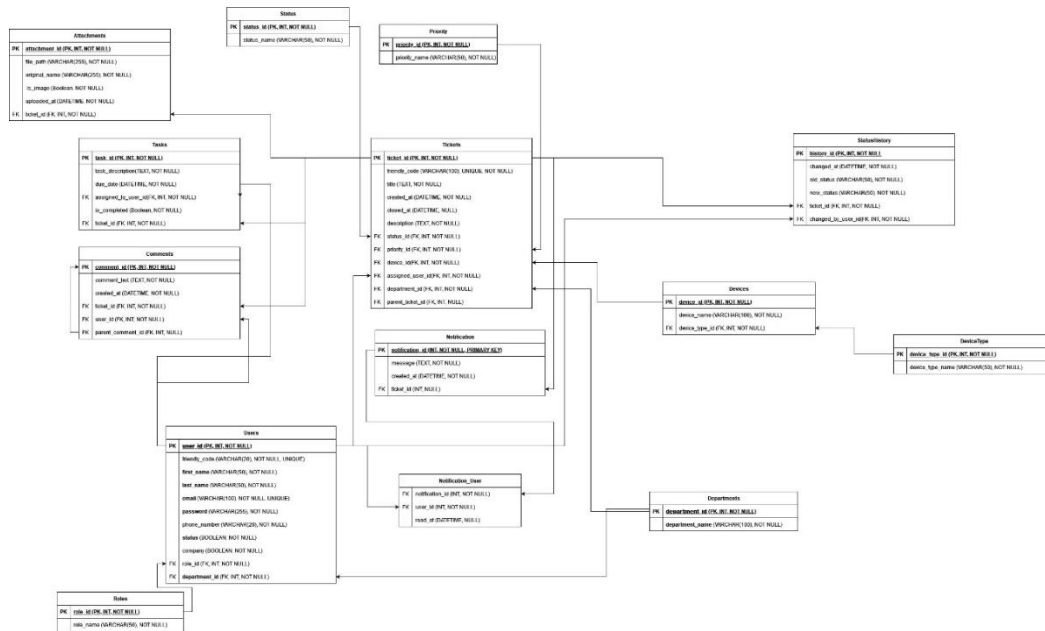 Status
PK status_id (PK, INT, NOT NULL)
status_name (VARCHAR(50), NOT NULL)
Priority
PK priority_id (PK, INT, NOT NULL)
priority_name (VARCHAR(50), NOT NULL)
Attachments
PK attachment_id (PK, INT, NOT NULL)
file_path (VARCHAR(255), NOT NULL)
original_name (VARCHAR(255), NOT NULL)
is_image (Boolean, NOT NULL)
uploaded_at (DATETIME, NOT NULL)
FK ticket_id (FK, INT, NOT NULL)
Tasks
PK task_id (PK, INT, NOT NULL)
task_description(TEXT, NOT NULL)
due_date (DATETIME, NOT NULL)
FK assigned_to_user_id(FK, INT, NOT NULL)
is_completed (Boolean, NOT NULL)
FK ticket_id (FK, INT, NOT NULL)
Tickets
PK ticket_id (PK, INT, NOT NULL)
friendly_code (VARCHAR(100), UNIQUE, NOT NULL)
title (TEXT, NOT NULL)
created_at (DATETIME, NOT NULL)
(DATETIME, NULL)
description (TEXT, NOT NULL)
FK status_id (FK, INT, NOT NULL)
FK priority_id (FK, INT, NOT NULL)
FK device_id(FK, INT, NOT NULL)
FK assigned_user_id(FK, INT, NOT NULL)
FK department_id (FK, INT, NOT NULL)
FK parent_ticket_id (FK, INT, NULL)
StatusHistory
PK history_id (PK, INT, NOT NULL
changed_at (DATETIME, NOT NULL)
old_status (VARCHAR(50), NOT NULL)
new_status (VARCHAR(50), NOT NULL)
FK ticket_id (FK, INT, NOT NULL)
FK changed_by_user_id(FK, INT, NOT NULL)
Comments
PK comment_id (PK, INT, NOT NULL)
comment_text (TEXT, NOT NULL)
created_at (DATETIME, NOT NULL)
FK ticket_id (FK, INT, NOT NULL)
FK user_id (FK, INT, NOT NULL)
FK parent_comment_id (FK, INT, NULL)
Devices
PK device_id (PK, INT, NOT NULL)
device_name (VARCHAR(100), NOT NULL)
FK device_type_id (FK, INT, NOT NULL)
DeviceType
PK device_type_id (PK, INT, NOT NULL)
device_type_name (VARCHAR(50), NOT NULL)
Notification
PK notification_id (INT, NOT NULL, PRIMARY KEY)
message (TEXT, NOT NULL)
created_at (DATETIME, NOT NULL)
FK ticket_id (INT, NULL)
Users
PK user_id (PK, INT, NOT NULL)
friendly_code (VARCHAR(20), NOT NULL, UNIQUE)
first_name (VARCHAR(50), NOT NULL)
last_name (VARCHAR(50), NOT NULL)
email (VARCHAR(100), NOT NULL, UNIQUE)
password (VARCHAR(255), NOT NULL)
phone_number (VARCHAR(20), NOT NULL)
status (BOOLEAN, NOT NULL)
company (BOOLEAN, NOT NULL)
FK role_id (FK, INT, NOT NULL)
FK department_id (FK, INT, NOT NULL)
Notification_User
FK notification_id (INT, NOT NULL)
FK user_id (INT, NOT NULL)
read_at (DATETIME, NULL)
Departments
PK department_id (PK, INT, NOT NULL)
department_name (VARCHAR(100), NOT NULL)
Roles
PK role_id (PK, INT, NOT NULL)
role_name (VARCHAR(50), NOT NULL)